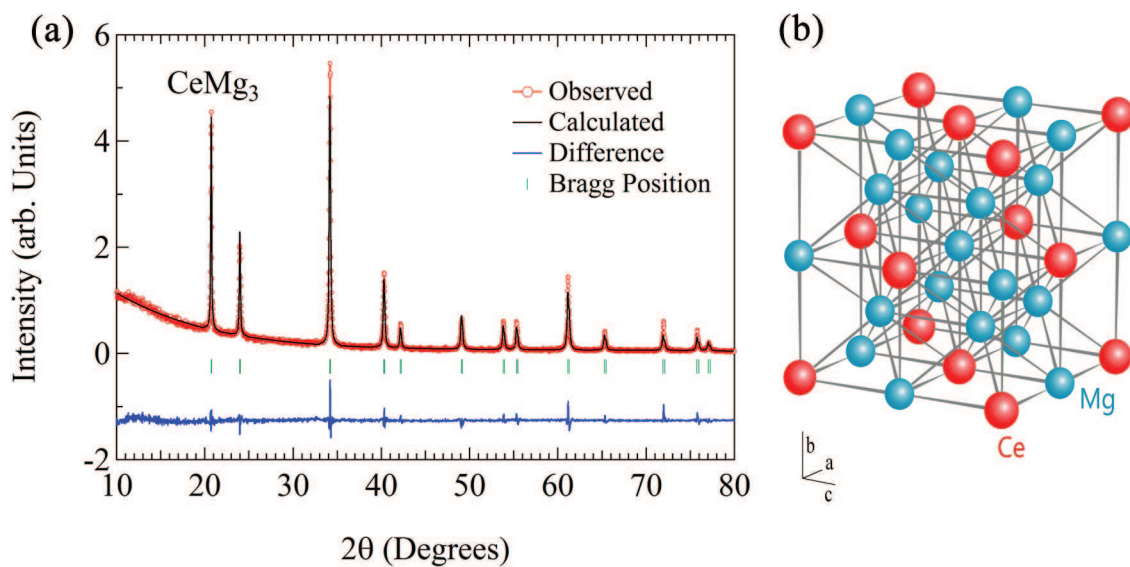 (a)
6
4
2
0
-2
Intensity (arb. Units)
CeMg3
Observed
Calculated
Difference
Bragg Position
10 20 30 40 50 60 70 80
2θ (Degrees)
(b)
Mg
Ce
b
a
c